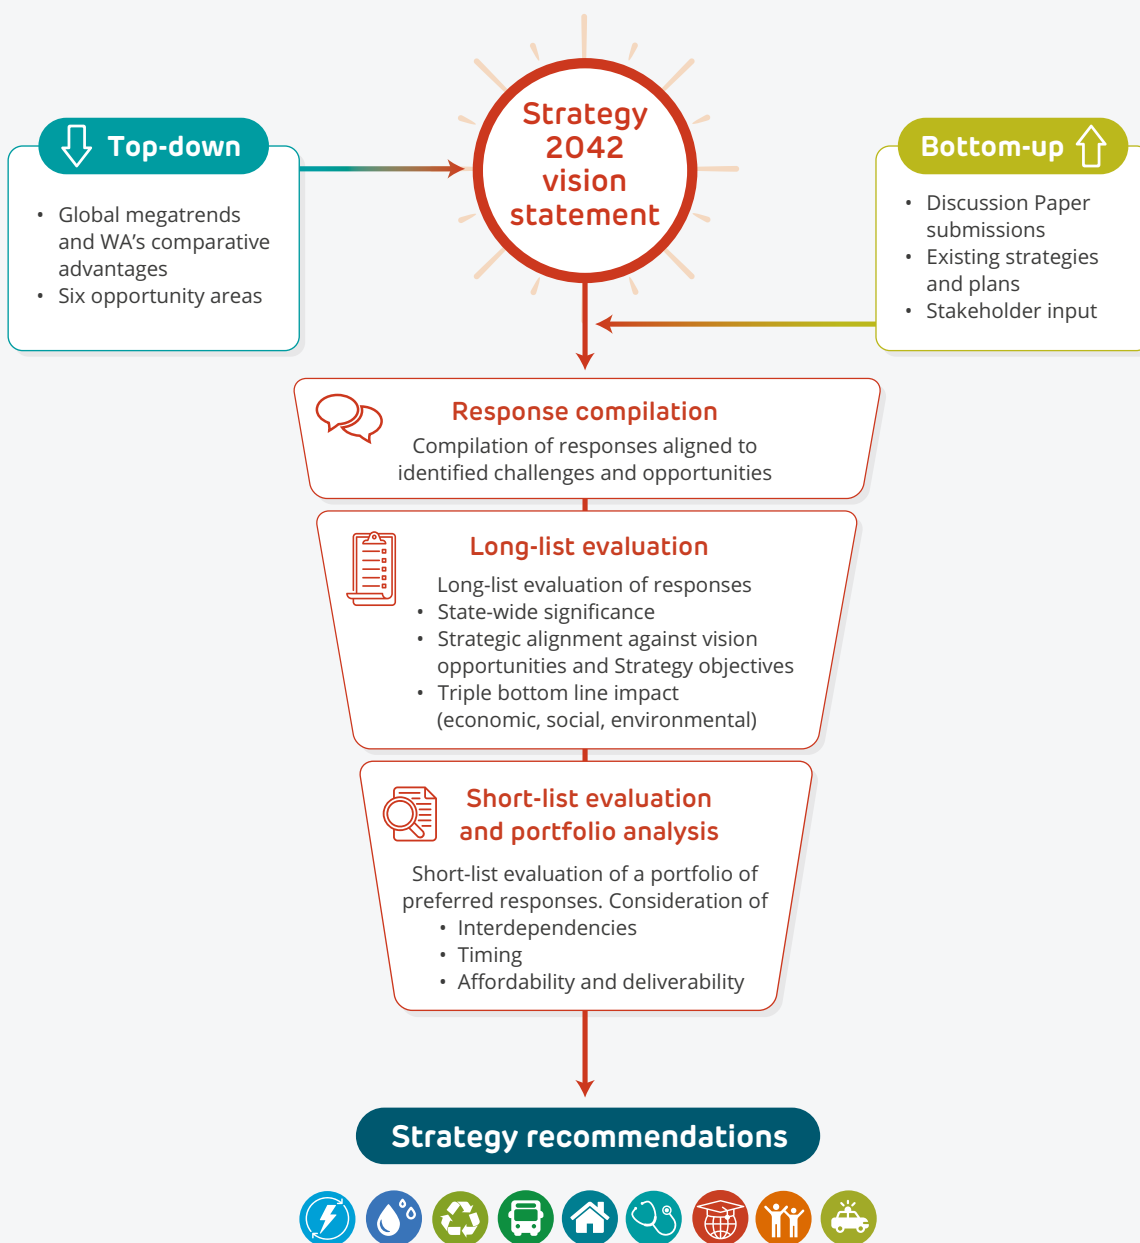 Strategy
2042
vision
statement
Top-down
• Global megatrends
and WA's comparative
advantages
• Six opportunity areas
Bottom-up
• Discussion Paper
submissions
• Existing strategies
and plans
• Stakeholder input
Response compilation
Compilation of responses aligned to
identified challenges and opportunities
Long-list evaluation
Long-list evaluation of responses
• State-wide significance
• Strategic alignment against vision
opportunities and Strategy objectives
• Triple bottom line impact
(economic, social, environmental)
Short-list evaluation
and portfolio analysis
Short-list evaluation of a portfolio of
preferred responses. Consideration of
• Interdependencies
• Timing
• Affordability and deliverability
Strategy recommendations